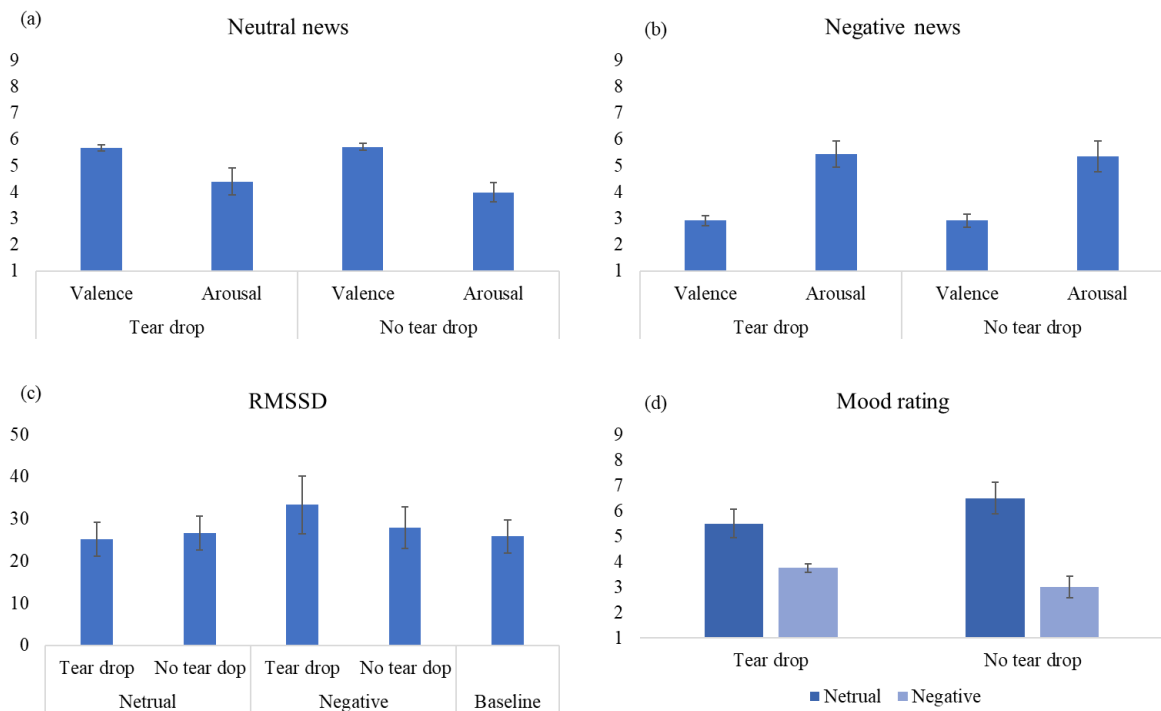 (a)
Neutral news
9
8
7
6
5
4
3
2
1
Valence Arousal Valence Arousal
Tear drop No tear drop
(b)
Negative news
9
8
7
6
5
4
3
2
1
Valence Arousal Valence Arousal
Tear drop No tear drop
(c)
RMSSD
50
40
30
20
10
0
Tear drop No tear dop Tear drop No tear dop
Netrual Negative Baseline
(d)
Mood rating
9
8
7
6
5
4
3
2
1
Tear drop No tear drop
Netrual Negative